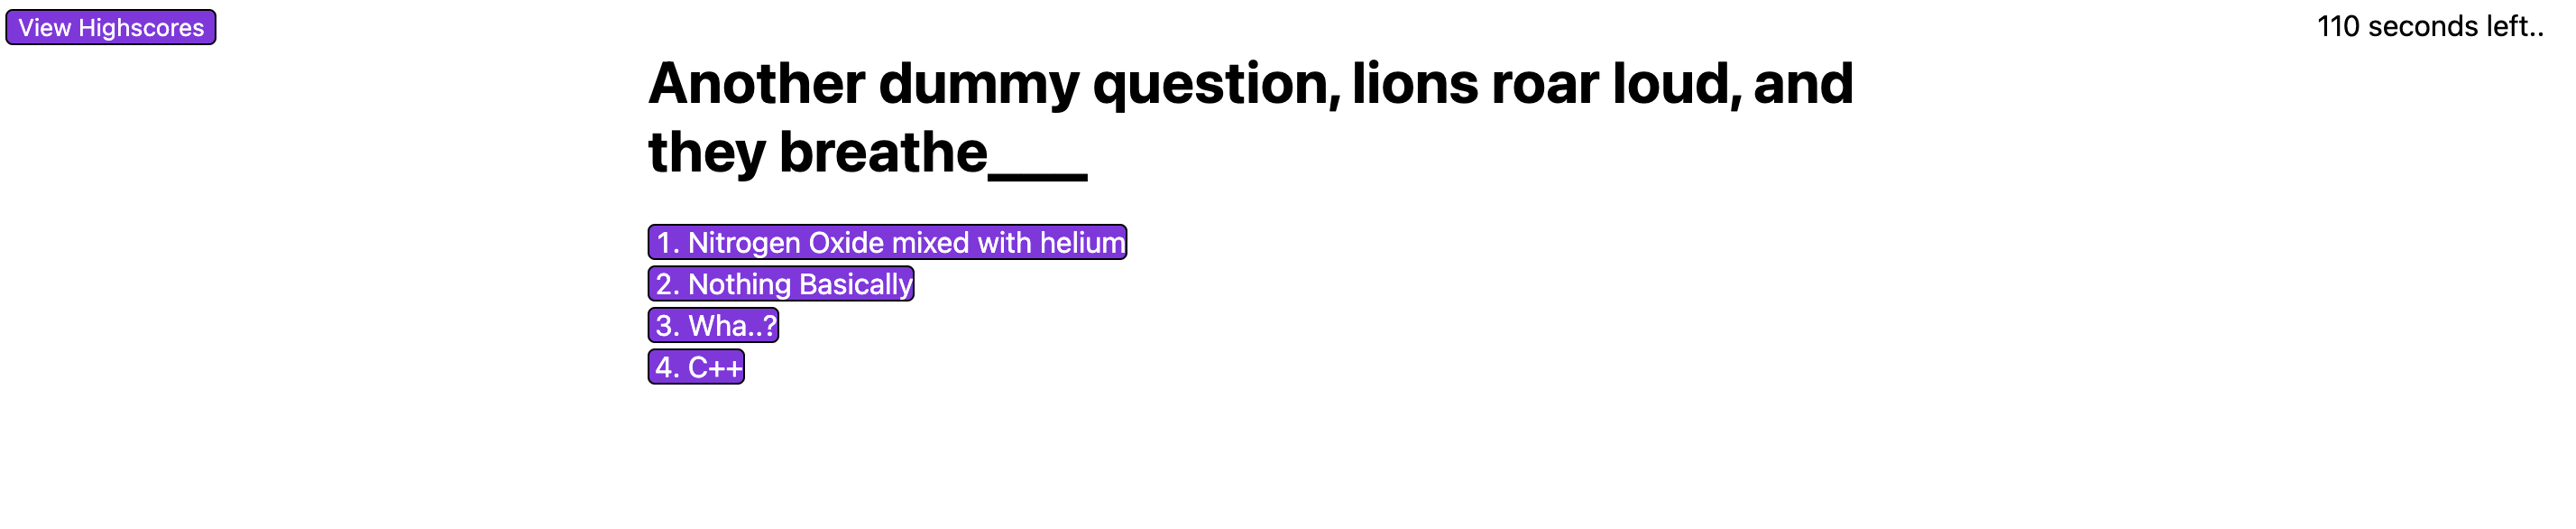 View Highscores
110 seconds left..
Another dummy question, lions roar loud, and
they breathe____
1. Nitrogen Oxide mixed with helium
2. Nothing Basically
3. Wha..?
4. C++